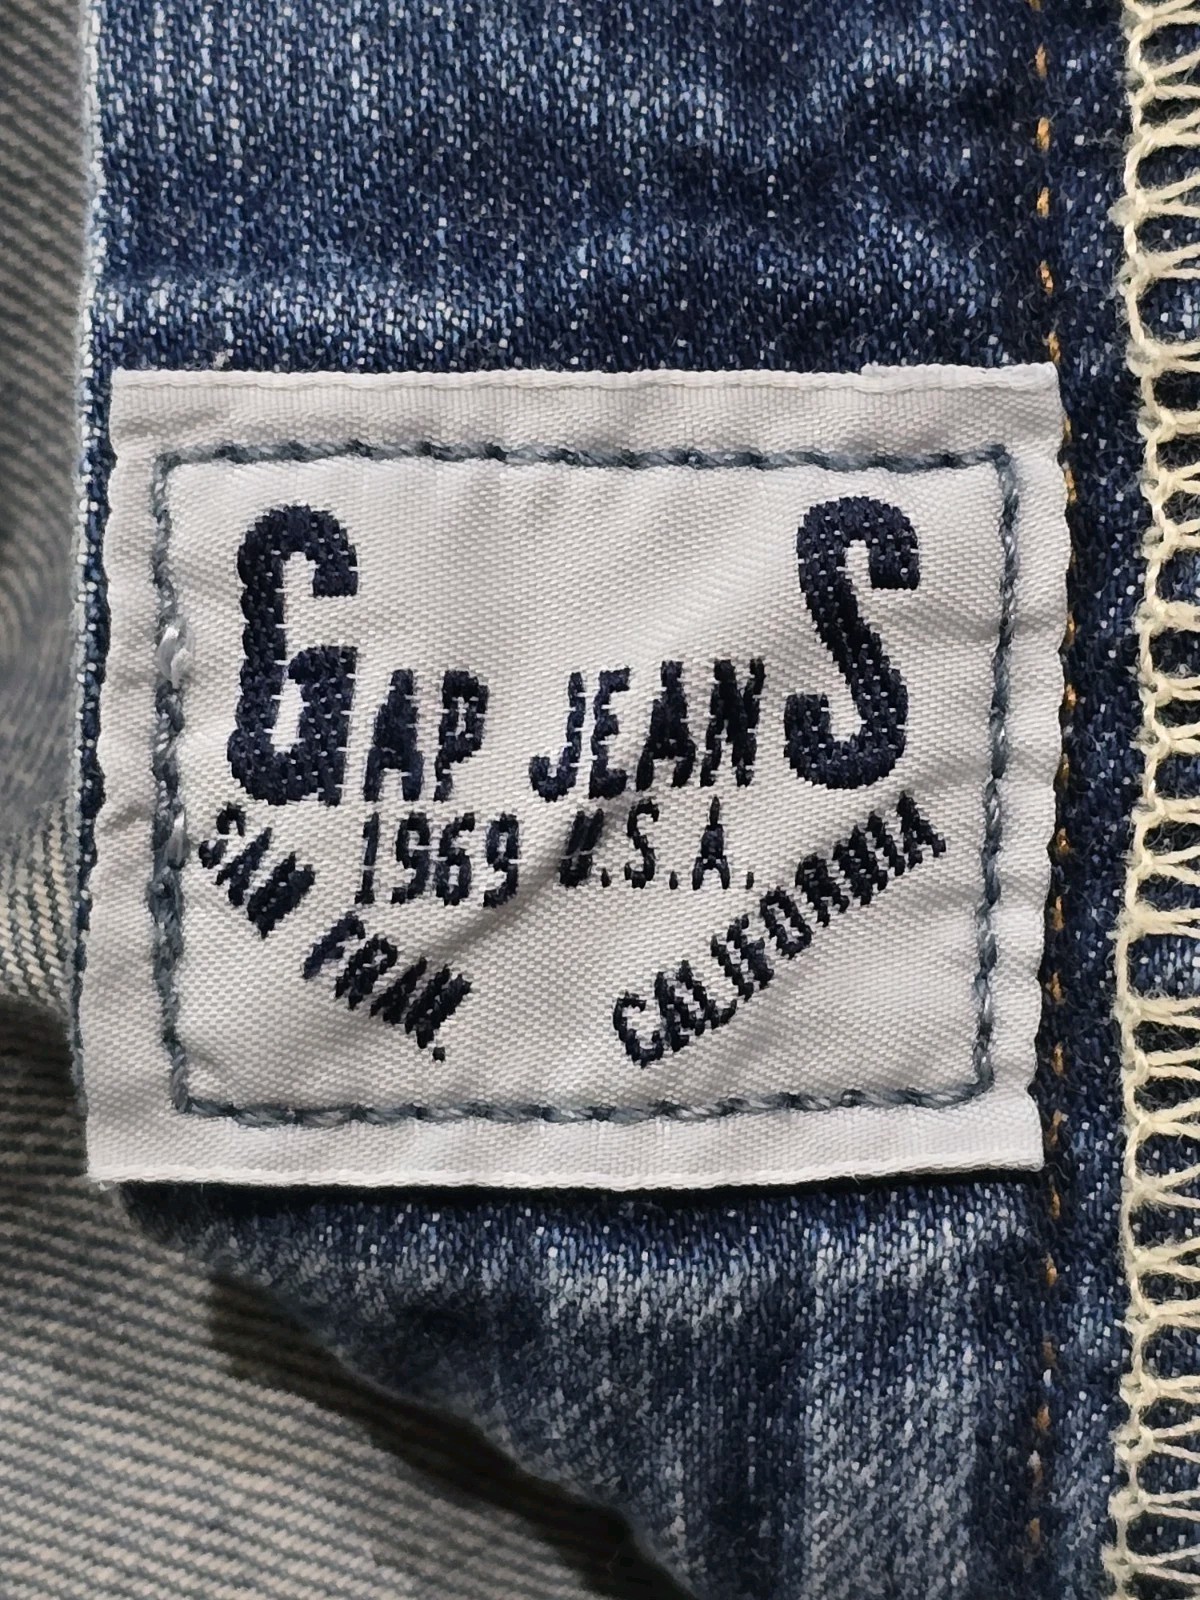 GAP JEANS
1969 U.S.A.
SAN FRAN. CALIFORNIA